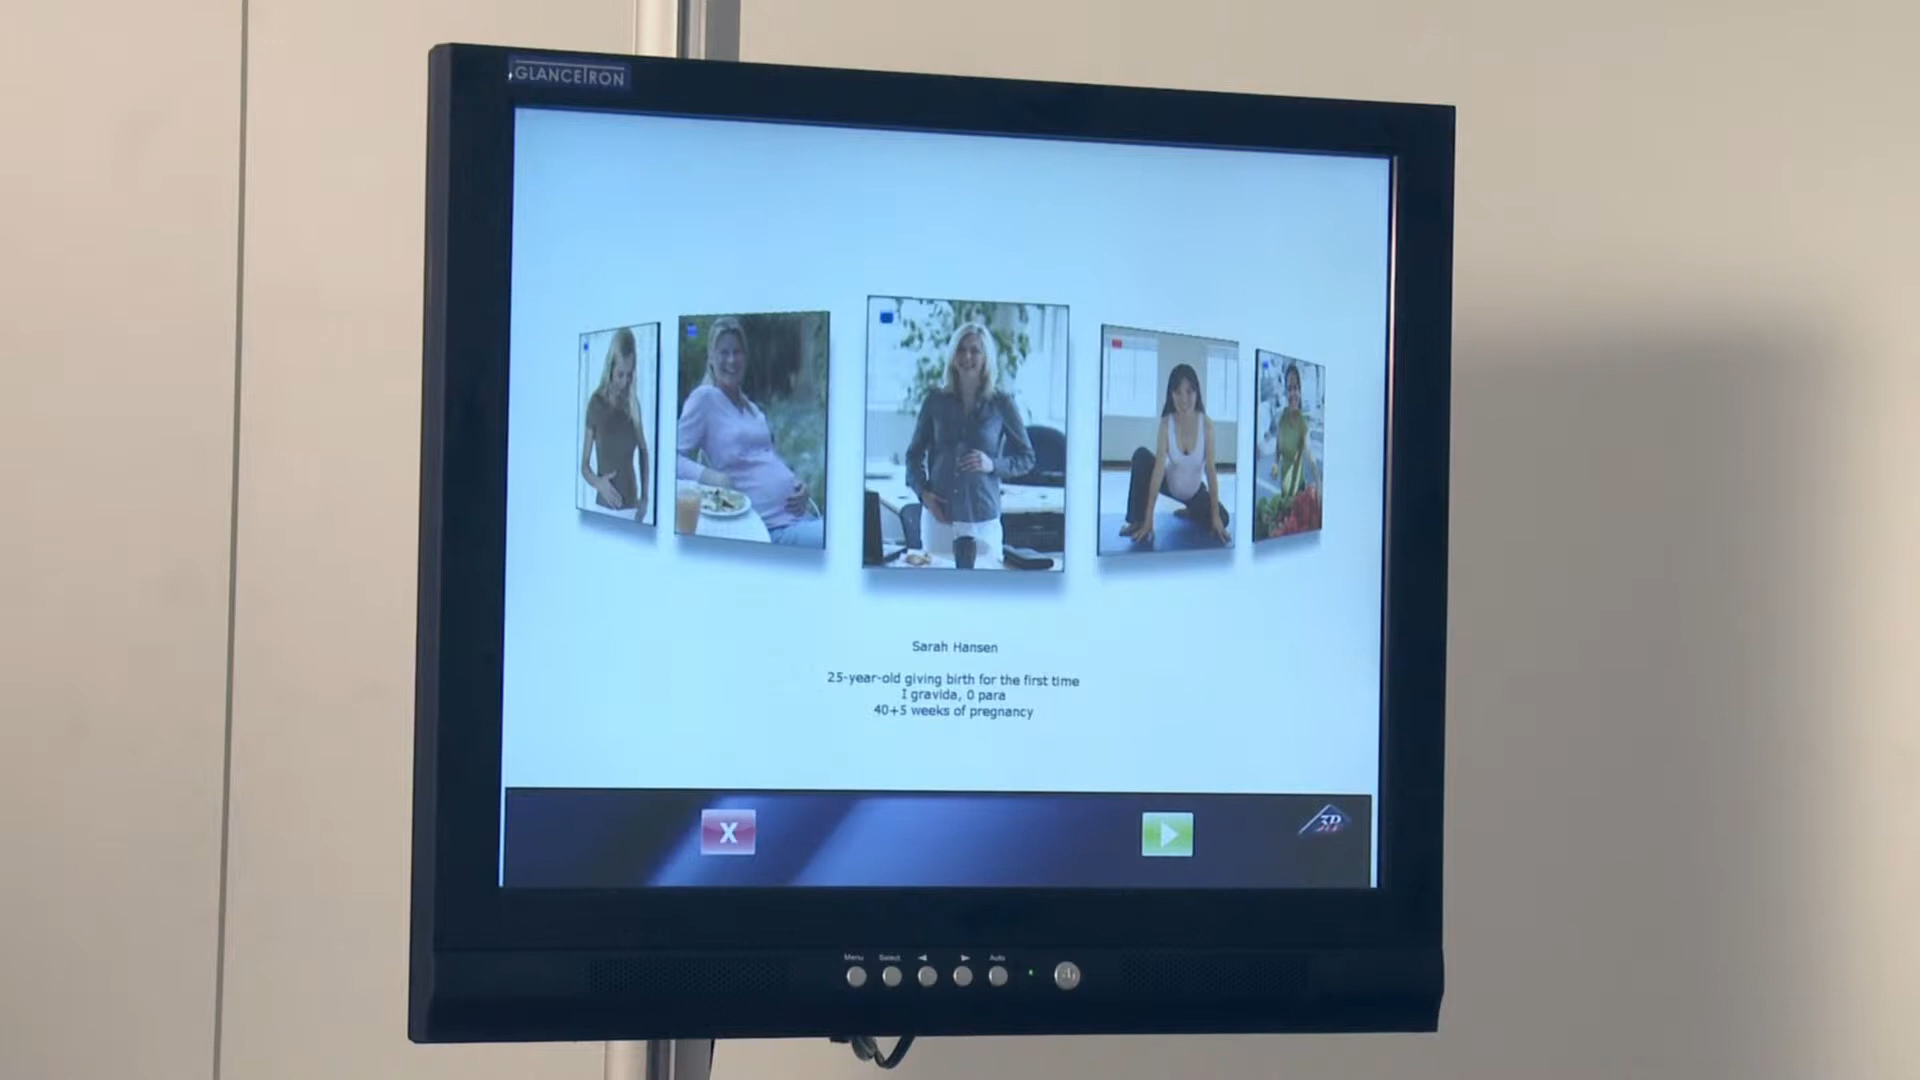 GLANCETRON
Sarah Hansen
25-year-old giving birth for the first time
I gravida, 0 para
40+5 weeks of pregnancy
X
3B
Menu Select Auto